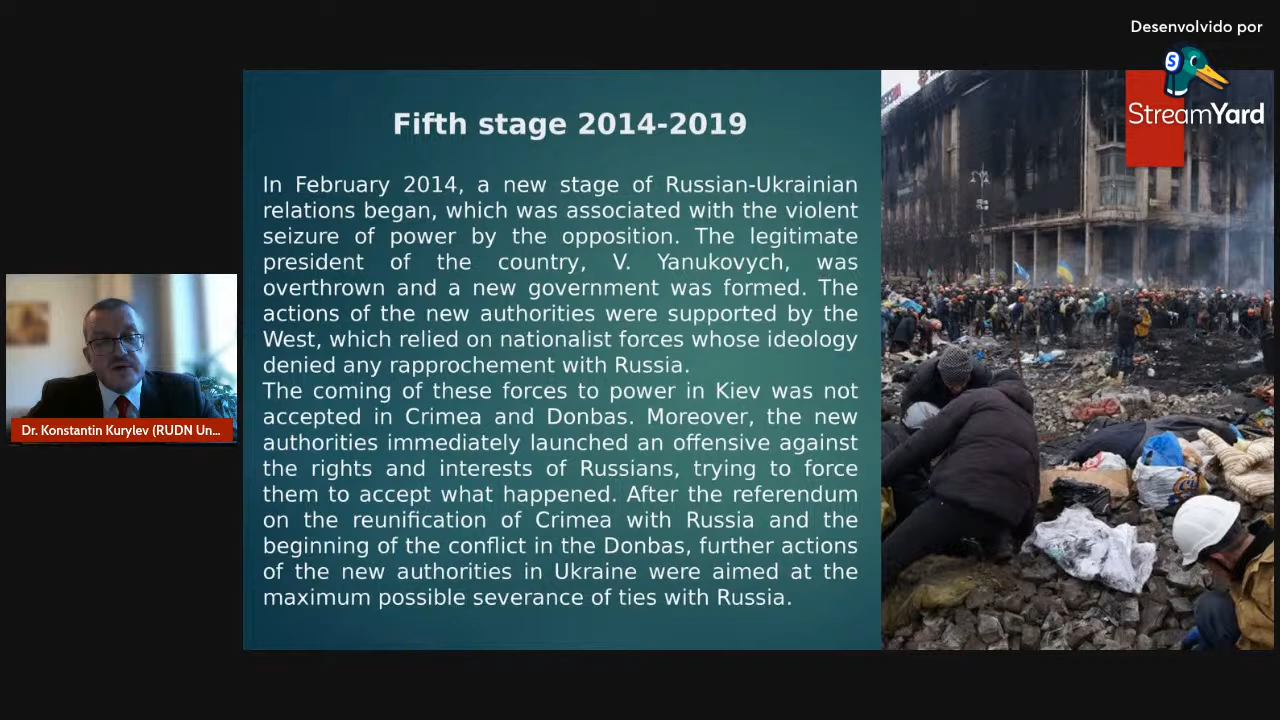 Desenvolvido por
StreamYard
Fifth stage 2014-2019
In February 2014, a new stage of Russian-Ukrainian
relations began, which was associated with the violent
seizure of power by the opposition. The legitimate
president of the country, V. Yanukovych, was
overthrown and a new government was formed. The
actions of the new authorities were supported by the
West, which relied on nationalist forces whose ideology
denied any rapprochement with Russia.
The coming of these forces to power in Kiev was not
accepted in Crimea and Donbas. Moreover, the new
authorities immediately launched an offensive against
the rights and interests of Russians, trying to force
them to accept what happened. After the referendum
on the reunification of Crimea with Russia and the
beginning of the conflict in the Donbas, further actions
of the new authorities in Ukraine were aimed at the
maximum possible severance of ties with Russia.
Dr. Konstantin Kurylev (RUDN Un...